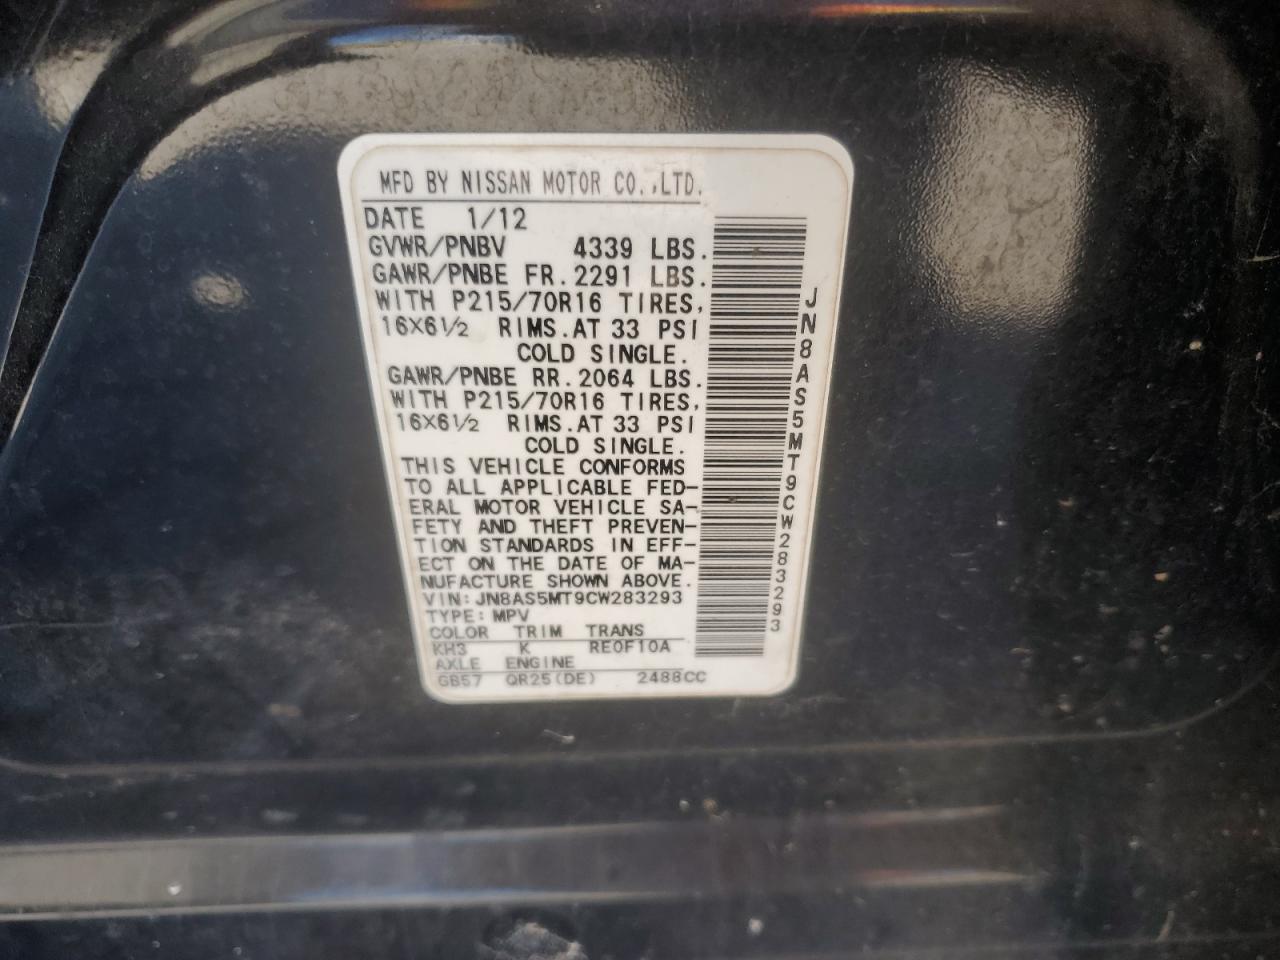 MFD BY NISSAN MOTOR CO.,LTD.
DATE 1/12
GVWR/PNBV 4339 LBS.
GAWR/PNBE FR.2291 LBS.
WITH P215/70R16 TIRES,
16X6½ RIMS.AT 33 PSI
COLD SINGLE.
GAWR/PNBE RR.2064 LBS.
WITH P215/70R16 TIRES,
16X6½ RIMS.AT 33 PSI
COLD SINGLE.
THIS VEHICLE CONFORMS
TO ALL APPLICABLE FED-
ERAL MOTOR VEHICLE SA-
FETY AND THEFT PREVEN-
TION STANDARDS IN EFF-
ECT ON THE DATE OF MA-
NUFACTURE SHOWN ABOVE.
VIN:JN8AS5MT9CW283293
TYPE:MPV
COLOR TRIM TRANS
KH3 K RE0F10A
AXLE ENGINE
GB57 QR25(DE) 2488CC
JN8AS5MT9CW283293